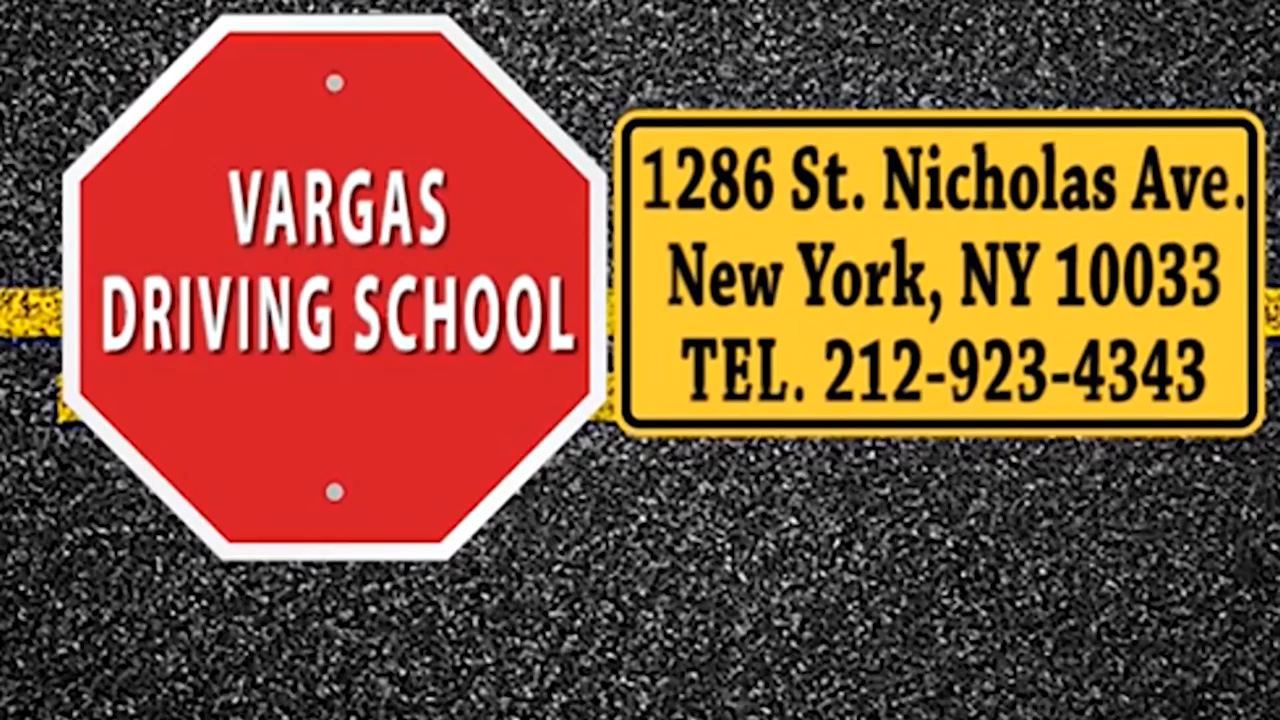 VARGAS
DRIVING SCHOOL
1286 St. Nicholas Ave.
New York, NY 10033
TEL. 212-923-4343